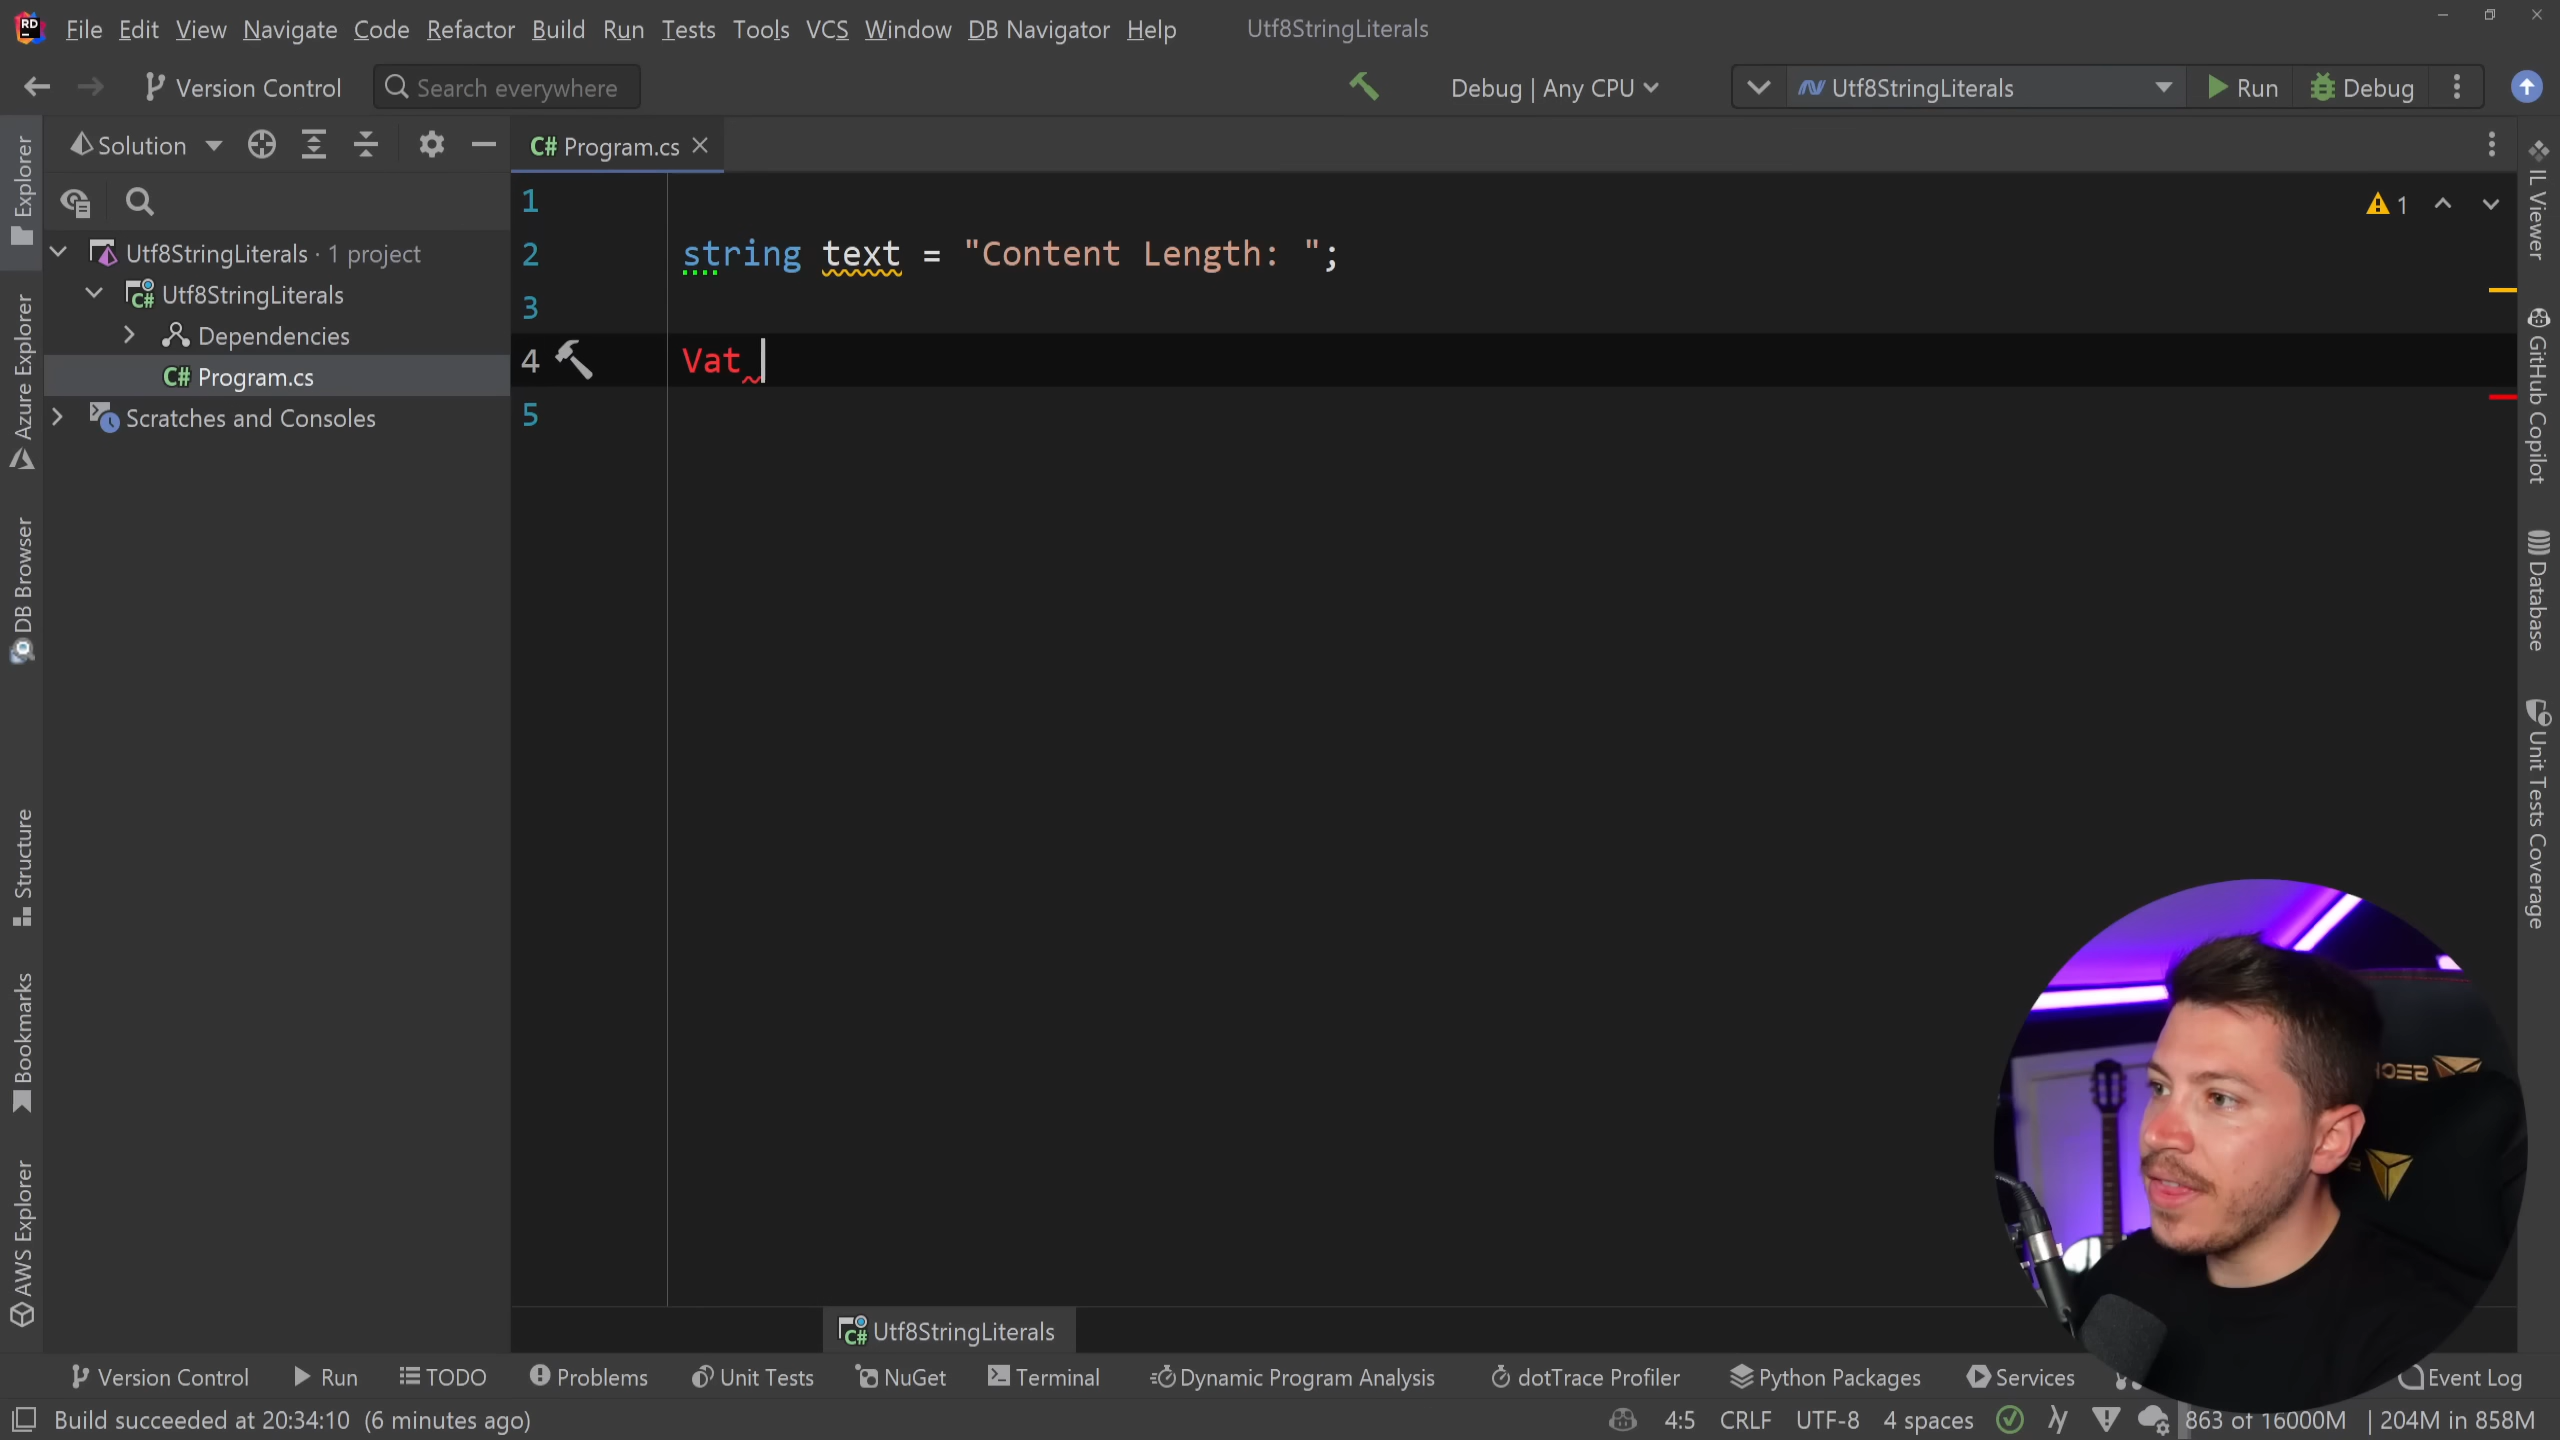 RD
File Edit View Navigate Code Refactor Build Run Tests Tools VCS Window DB Navigator Help Utf8StringLiterals
Version Control Search everywhere Debug | Any CPU Utf8StringLiterals Run Debug
Solution C# Program.cs
1
string text = "Content Length: ";
2
3
4 Vat
5
1
Utf8StringLiterals · 1 project
C# Utf8StringLiterals
Dependencies
C# Program.cs
Scratches and Consoles
Explorer
Azure Explorer
DB Browser
Structure
Bookmarks
AWS Explorer
IL Viewer
GitHub Copilot
Database
Unit Tests Coverage
C# Utf8StringLiterals
Version Control Run TODO Problems Unit Tests NuGet Terminal Dynamic Program Analysis dotTrace Profiler Python Packages Services Event Log
Build succeeded at 20:34:10 (6 minutes ago) 4:5 CRLF UTF-8 4 spaces 863 of 16000M | 204M in 858M